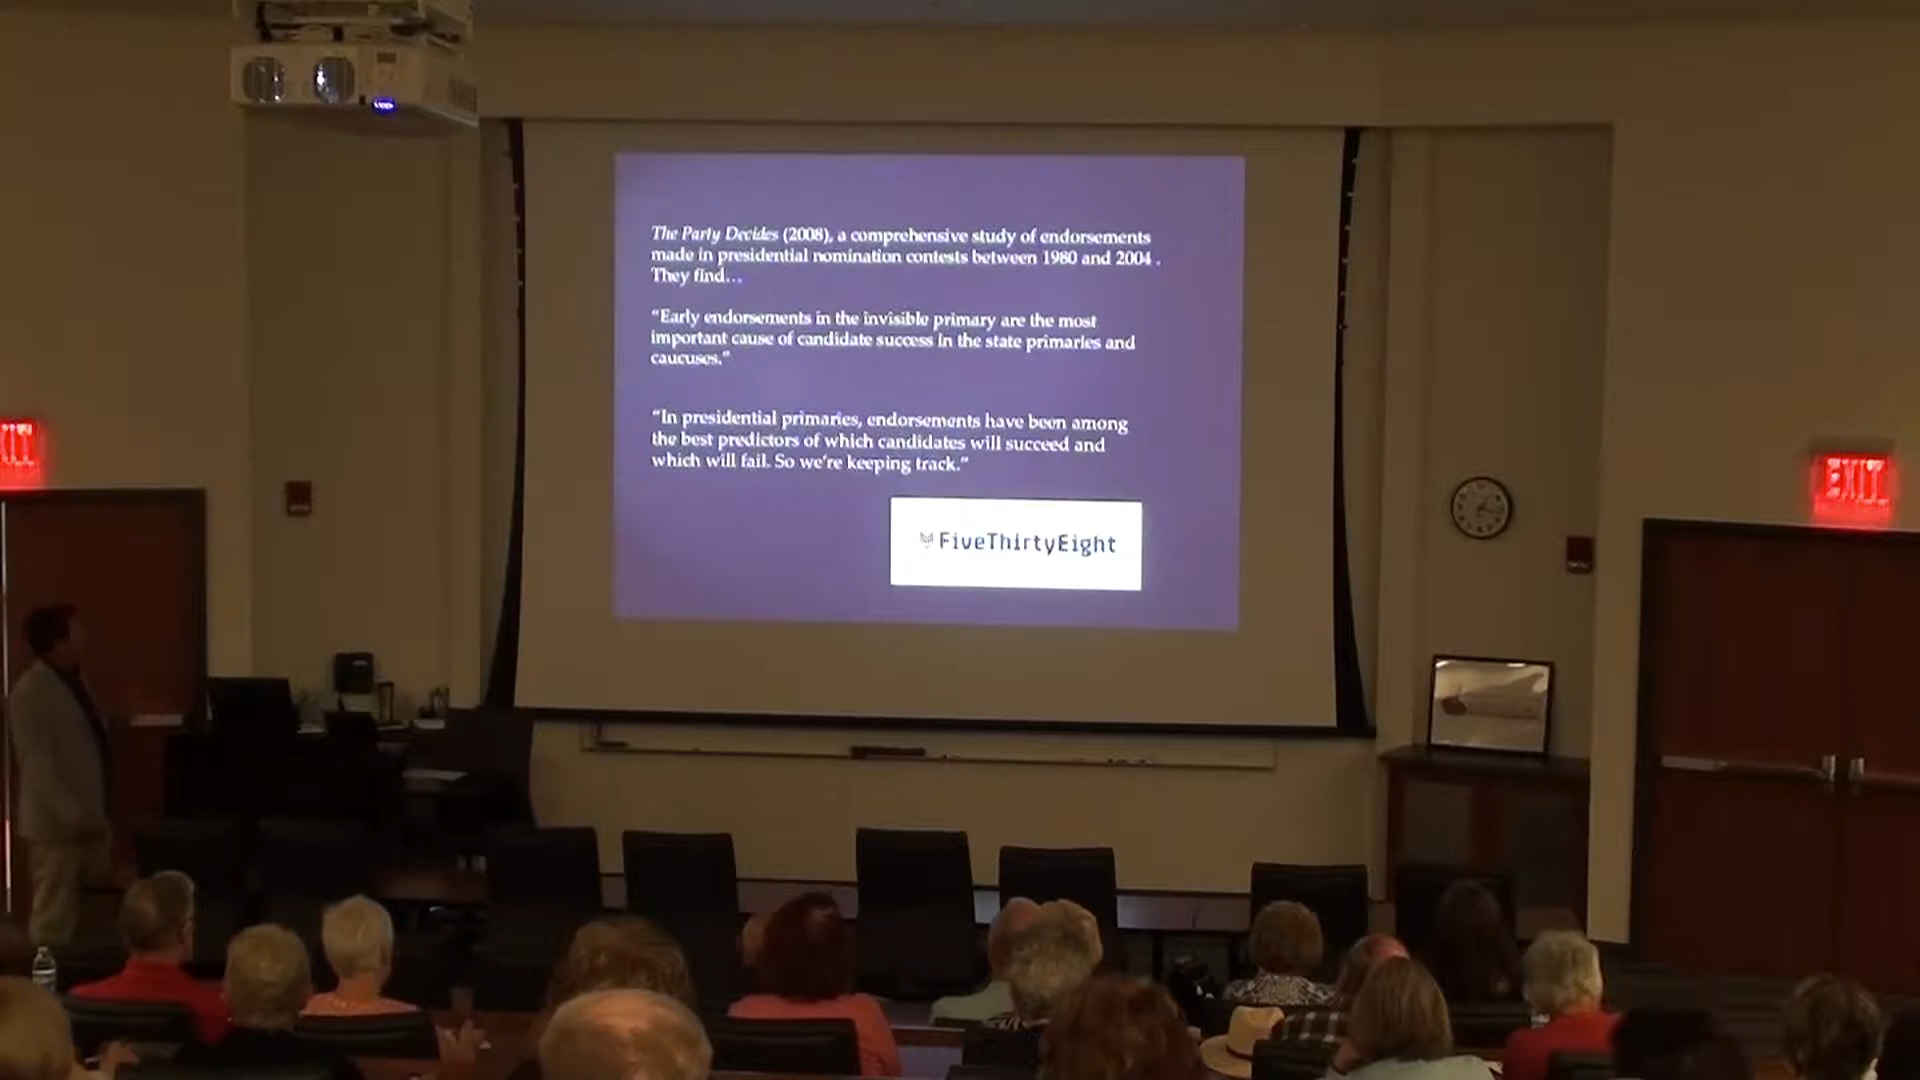 The Party Decides (2008), a comprehensive study of endorsements
made in presidential nomination contests between 1980 and 2004 .
They find…
“Early endorsements in the invisible primary are the most
important cause of candidate success in the state primaries and
caucuses.”
“In presidential primaries, endorsements have been among
the best predictors of which candidates will succeed and
which will fail. So we’re keeping track.”
FiveThirtyEight
EXIT